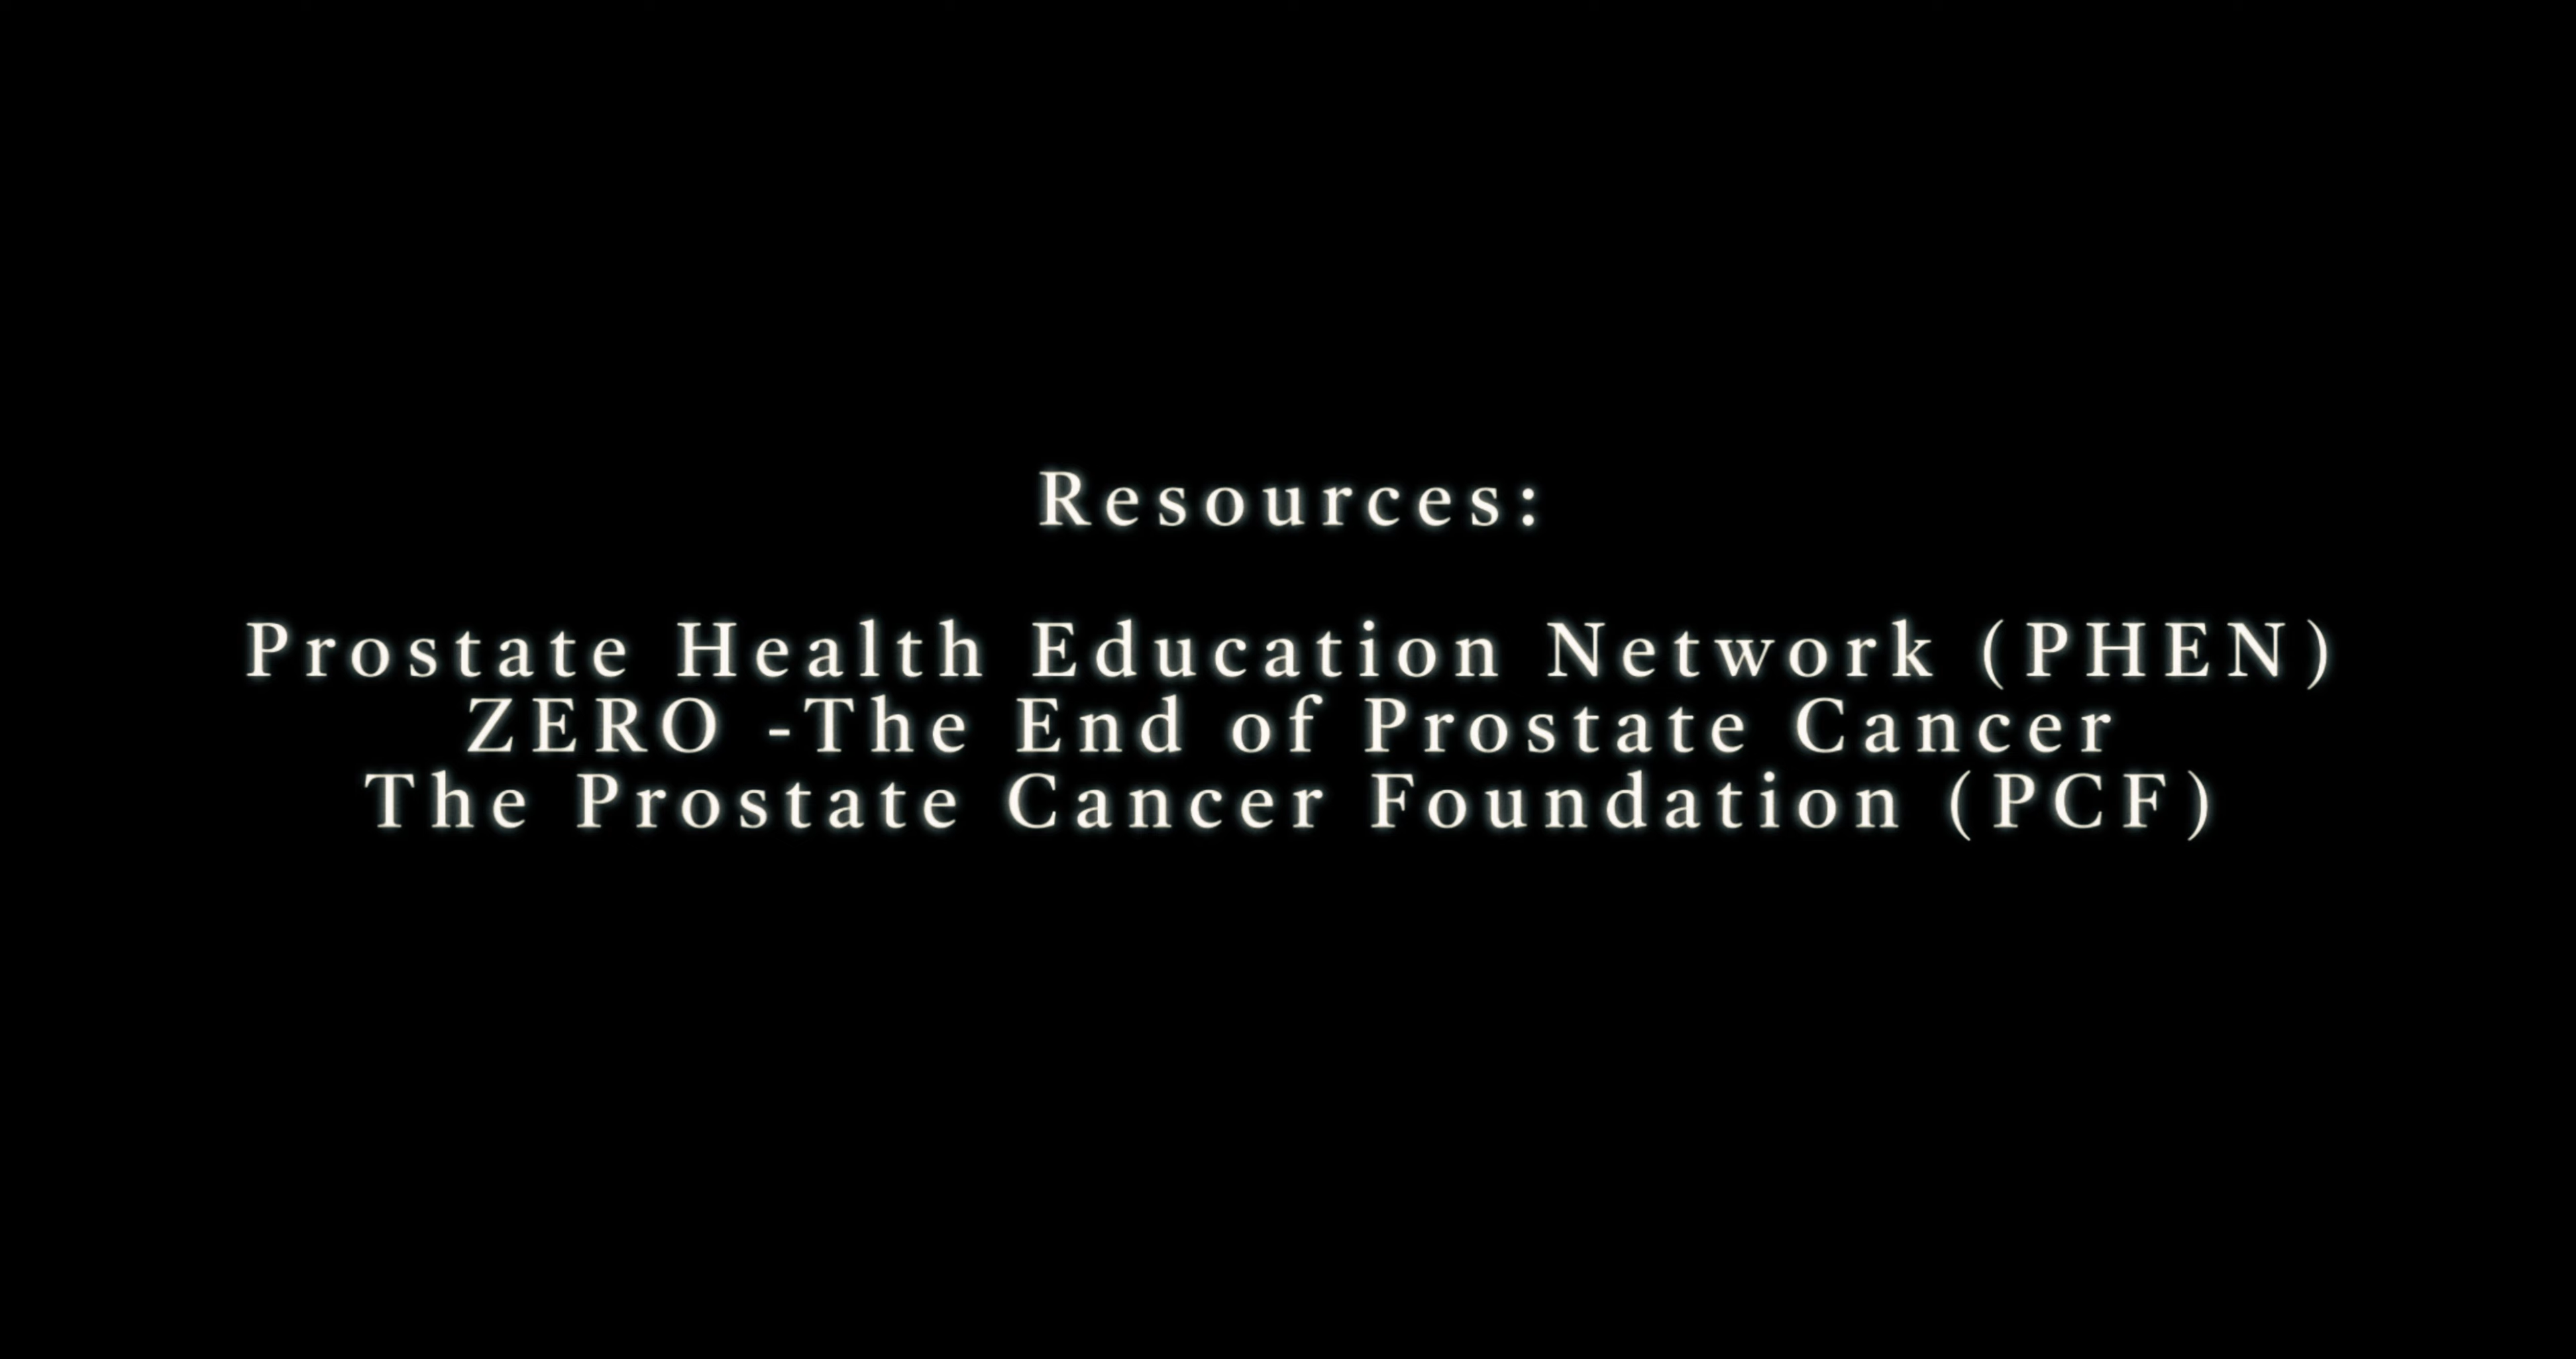 Resources:
Prostate Health Education Network (PHEN)
ZERO -The End of Prostate Cancer
The Prostate Cancer Foundation (PCF)